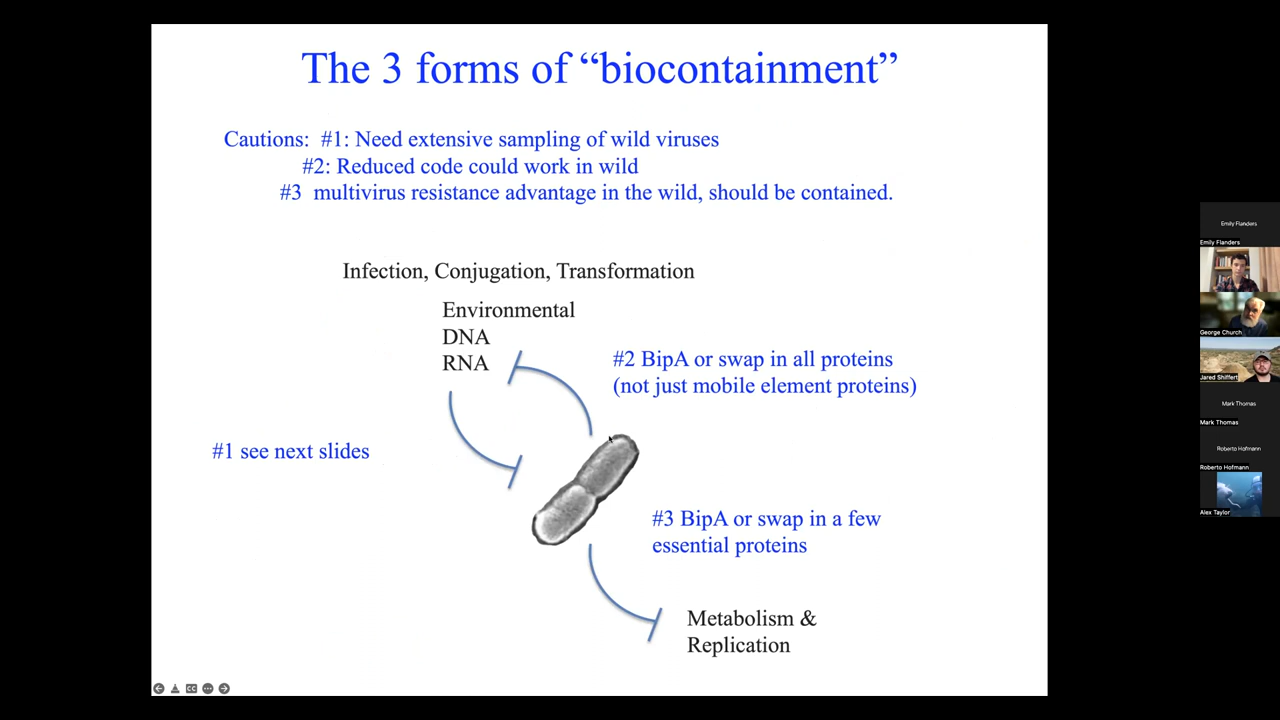 The 3 forms of “biocontainment”
Cautions: #1: Need extensive sampling of wild viruses
#2: Reduced code could work in wild
#3 multivirus resistance advantage in the wild, should be contained.
Infection, Conjugation, Transformation
Environmental
DNA
RNA
#2 BipA or swap in all proteins
(not just mobile element proteins)
#1 see next slides
#3 BipA or swap in a few
essential proteins
Metabolism &
Replication
CC
Emily Flanders
Emily Flanders
George Church
Jared Shiffert
Mark Thomas
Mark Thomas
Roberto Hofmann
Roberto Hofmann
Alex Taylor